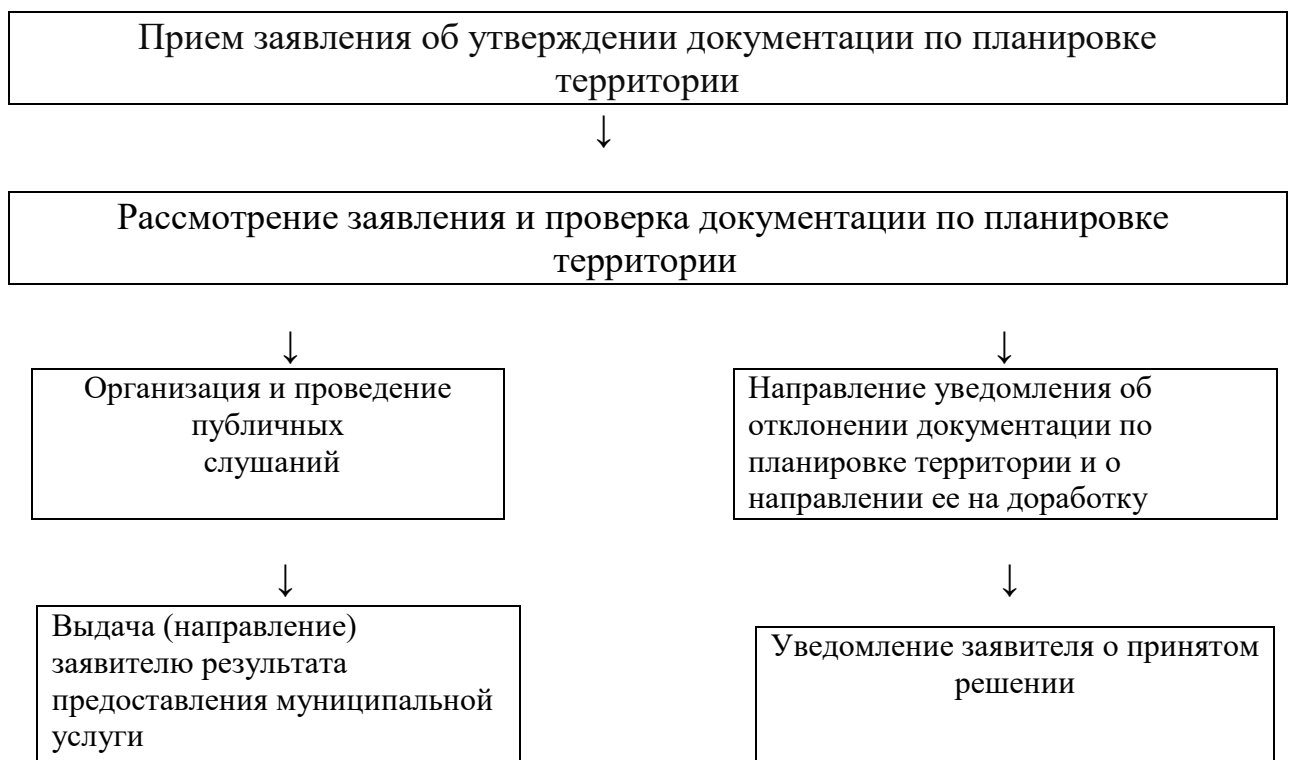 Прием заявления об утверждении документации по планировке
территории
↓
Рассмотрение заявления и проверка документации по планировке
территории
↓ ↓
Организация и проведение
публичных
слушаний
Направление уведомления об
отклонении документации по
планировке территории и о
направлении ее на доработку
↓ ↓
Выдача (направление)
заявителю результата
предоставления муниципальной
услуги
Уведомление заявителя о принятом
решении